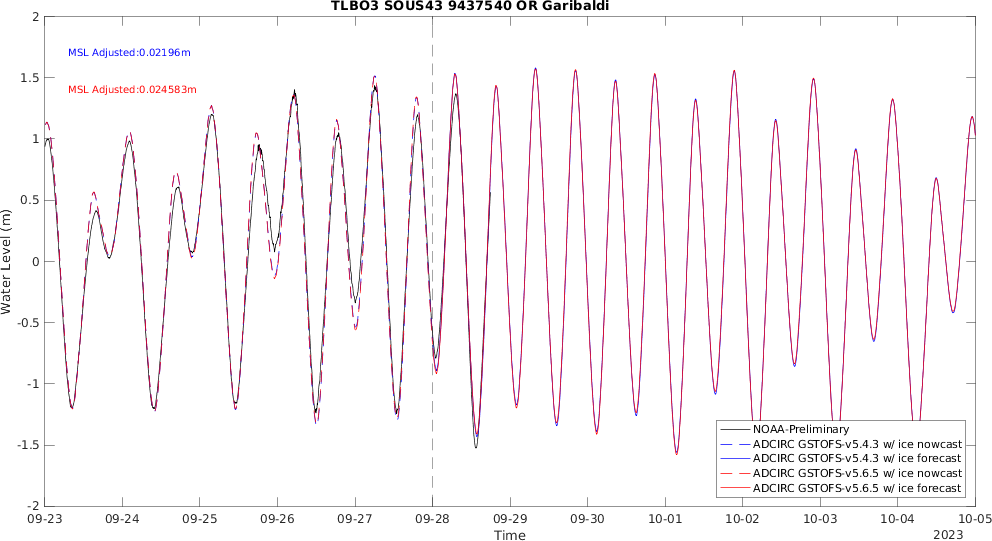 TLBO3 SOUS43 9437540 OR Garibaldi
MSL Adjusted:0.02196m
MSL Adjusted:0.024583m
Water Level (m)
2
1.5
1
0.5
0
-0.5
-1
-1.5
-2
NOAA-Preliminary
ADCIRC GSTOFS-v5.4.3 w/ ice nowcast
ADCIRC GSTOFS-v5.4.3 w/ ice forecast
ADCIRC GSTOFS-v5.6.5 w/ ice nowcast
ADCIRC GSTOFS-v5.6.5 w/ ice forecast
09-23 09-24 09-25 09-26 09-27 09-28 09-29 09-30 10-01 10-02 10-03 10-04 10-05
Time
2023